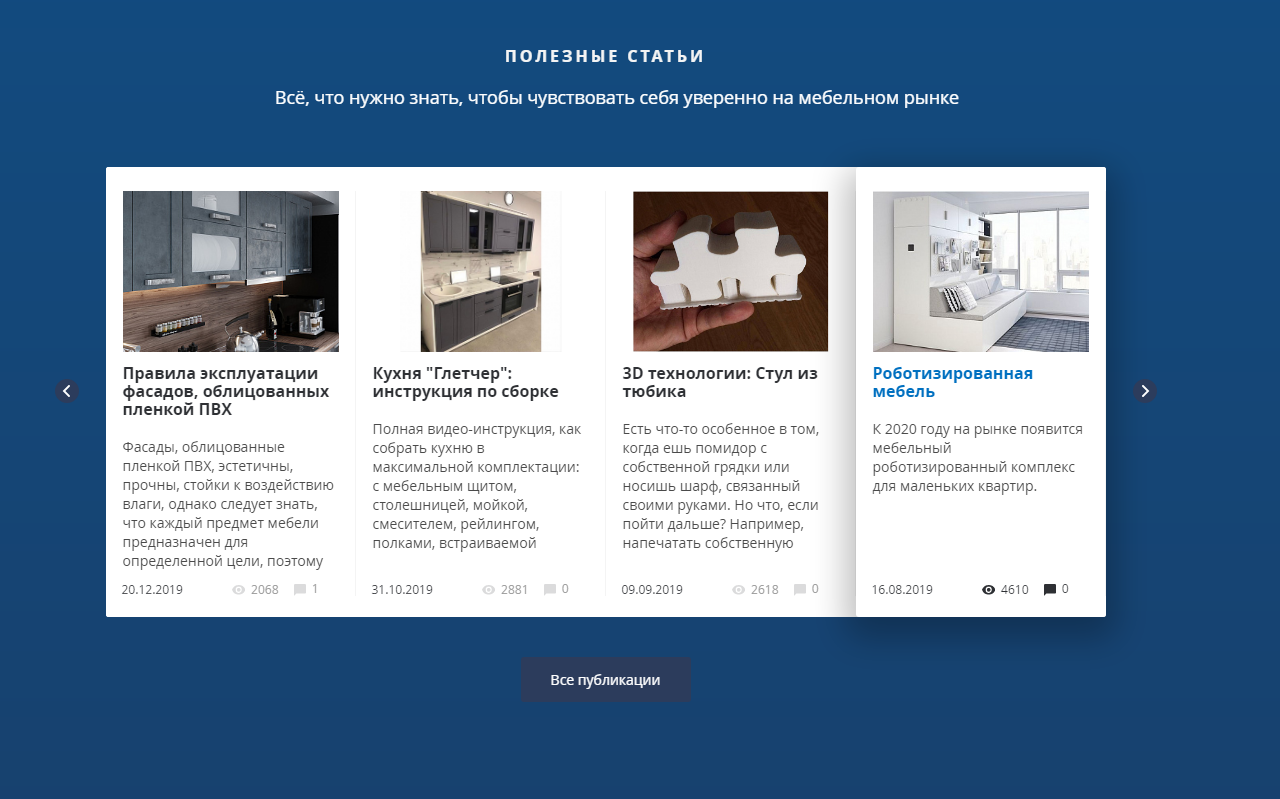 ПОЛЕЗНЫЕ СТАТЬИ
Всё, что нужно знать, чтобы чувствовать себя уверенно на мебельном рынке
Правила эксплуатации
фасадов, облицованных
пленкой ПВХ
Фасады, облицованные
пленкой ПВХ, эстетичны,
прочны, стойки к воздействию
влаги, однако следует знать,
что каждый предмет мебели
предназначен для
определенной цели, поэтому
20.12.2019 2068 1
Кухня "Глетчер":
инструкция по сборке
Полная видео-инструкция, как
собрать кухню в
максимальной комплектации:
с мебельным щитом,
столешницей, мойкой,
смесителем, рейлингом,
полками, встраиваемой
31.10.2019 2881 0
3D технологии: Стул из
тюбика
Есть что-то особенное в том,
когда ешь помидор с
собственной грядки или
носишь шарф, связанный
своими руками. Но что, если
пойти дальше? Например,
напечатать собственную
09.09.2019 2618 0
Роботизированная
мебель
К 2020 году на рынке появится
мебельный
роботизированный комплекс
для маленьких квартир.
16.08.2019 4610 0
Все публикации